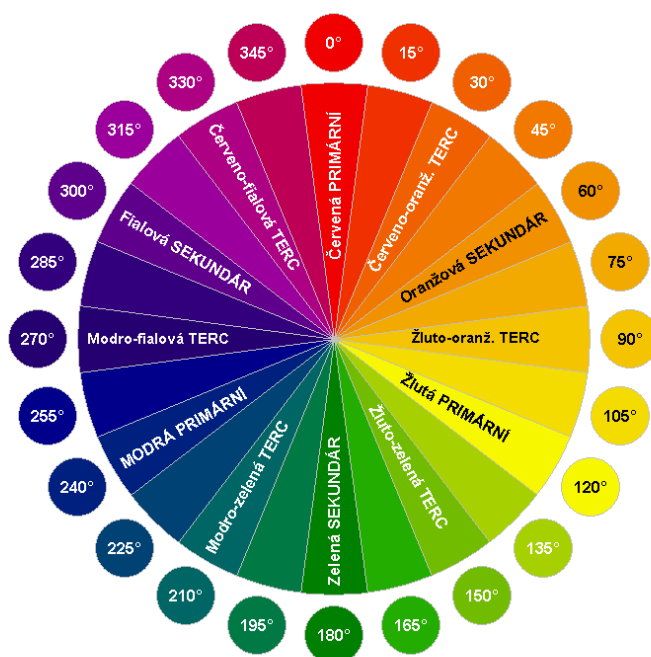 0°
15°
30°
45°
60°
75°
90°
105°
120°
135°
150°
165°
180°
195°
210°
225°
240°
255°
270°
285°
300°
315°
330°
345°
Červená PRIMÁRNÍ
Červeno-oranž. TERC
Oranžová SEKUNDÁR
Žluto-oranž. TERC
Žlutá PRIMÁRNÍ
Žluto-zelená TERC
Zelená SEKUNDÁR
Modro-zelená TERC
MODRÁ PRIMÁRNÍ
Modro-fialová TERC
Fialová SEKUNDÁR
Červeno-fialová TERC